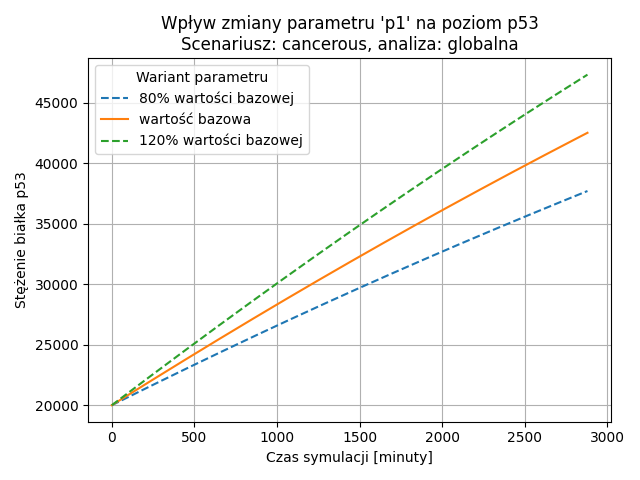 Wpływ zmiany parametru 'p1' na poziom p53
Scenariusz: cancerous, analiza: globalna
Wariant parametru
80% wartości bazowej
wartość bazowa
120% wartości bazowej
Stężenie białka p53
45000
40000
35000
30000
25000
20000
0 500 1000 1500 2000 2500 3000
Czas symulacji [minuty]